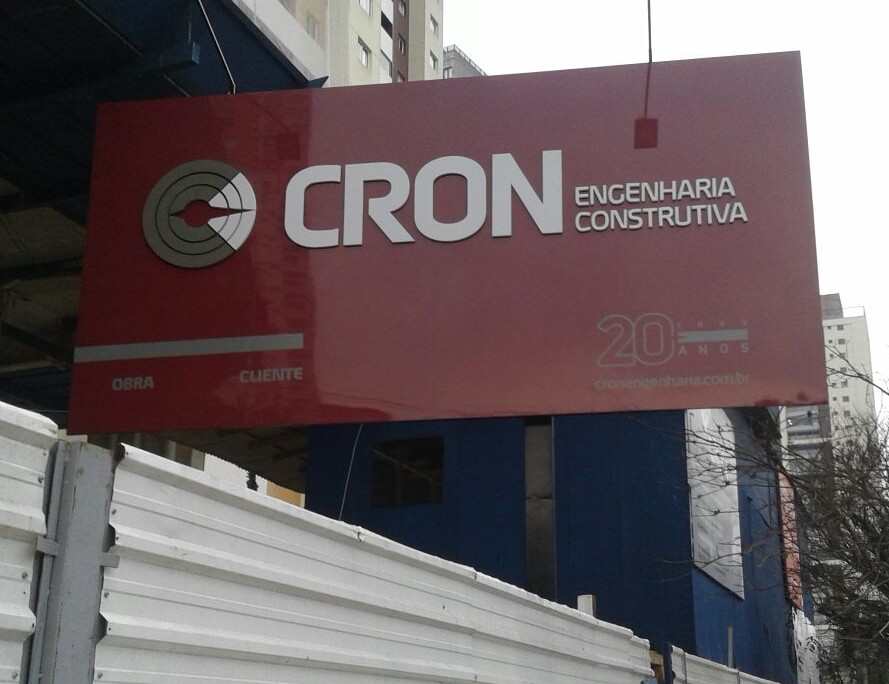 CRON
ENGENHARIA
CONSTRUTIVA
OBRA
CLIENTE
20
ANOS
cronengenharia.com.br